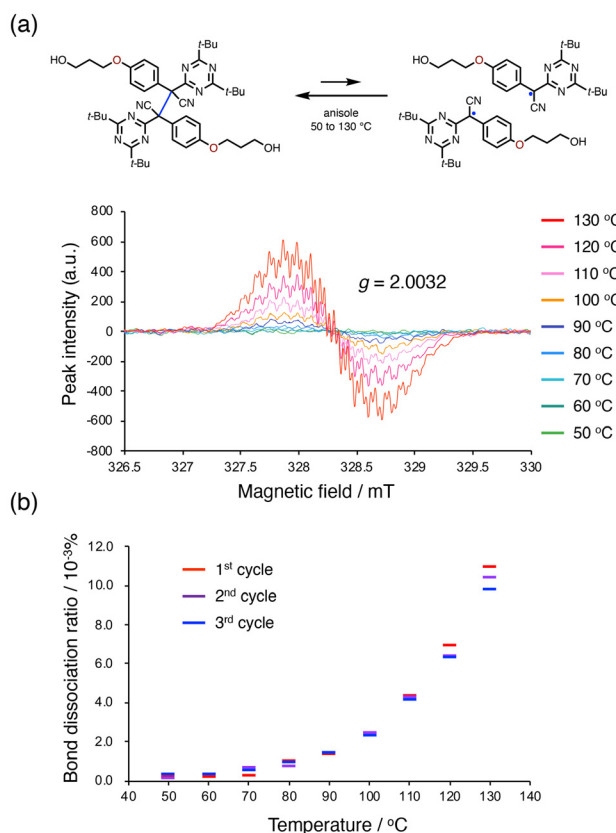 (a)
t-Bu
HO
O
N
N
N
t-Bu
NC
CN
t-Bu
N
N
N
O
OH
t-Bu
anisole
50 to 130 °C
t-Bu
HO
O
N
N
N
t-Bu
CN
CN
t-Bu
N
N
N
O
OH
t-Bu
Peak intensity (a.u.)
800
600
400
200
0
-200
-400
-600
-800
326.5 327 327.5 328 328.5 329 329.5 330
Magnetic field / mT
g = 2.0032
130 °C
120 °C
110 °C
100 °C
90 °C
80 °C
70 °C
60 °C
50 °C
(b)
Bond dissociation ratio / 10-3%
12.0
10.0
8.0
6.0
4.0
2.0
0.0
1st cycle
2nd cycle
3rd cycle
40 50 60 70 80 90 100 110 120 130 140
Temperature / °C